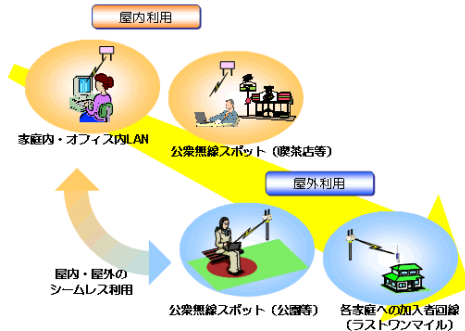 屋内利用
家庭内・オフィス内LAN
公衆無線スポット（喫茶店等）
屋外利用
屋内・屋外の
シームレス利用
公衆無線スポット（公園等）
各家庭への加入者回線
（ラストワンマイル）